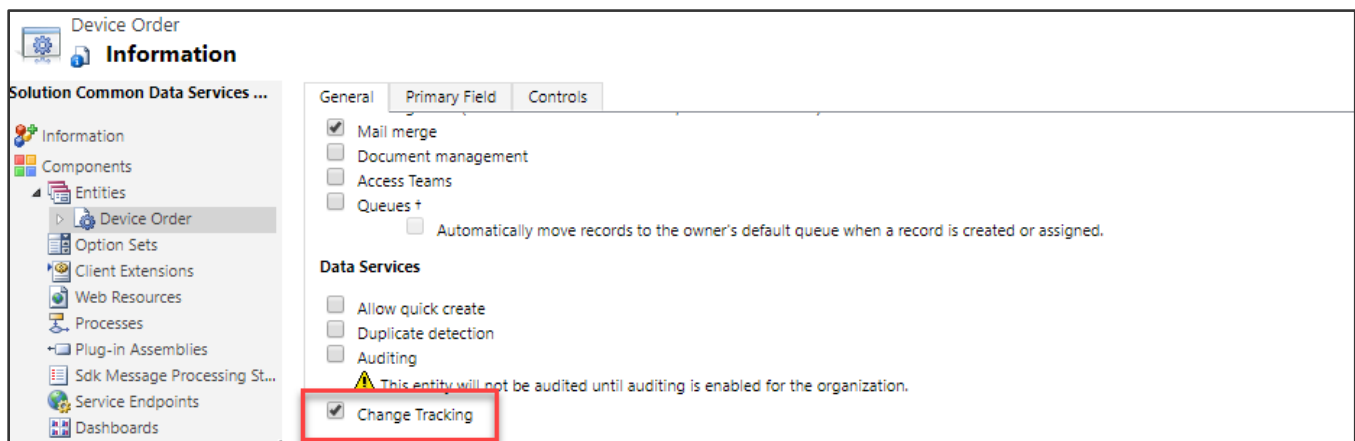 Device Order
Information
Solution Common Data Services ...
Information
Components
Entities
Device Order
Option Sets
Client Extensions
Web Resources
Processes
Plug-in Assemblies
Sdk Message Processing St...
Service Endpoints
Dashboards
General Primary Field Controls
Mail merge
Document management
Access Teams
Queues †
Automatically move records to the owner's default queue when a record is created or assigned.
Data Services
Allow quick create
Duplicate detection
Auditing
This entity will not be audited until auditing is enabled for the organization.
Change Tracking